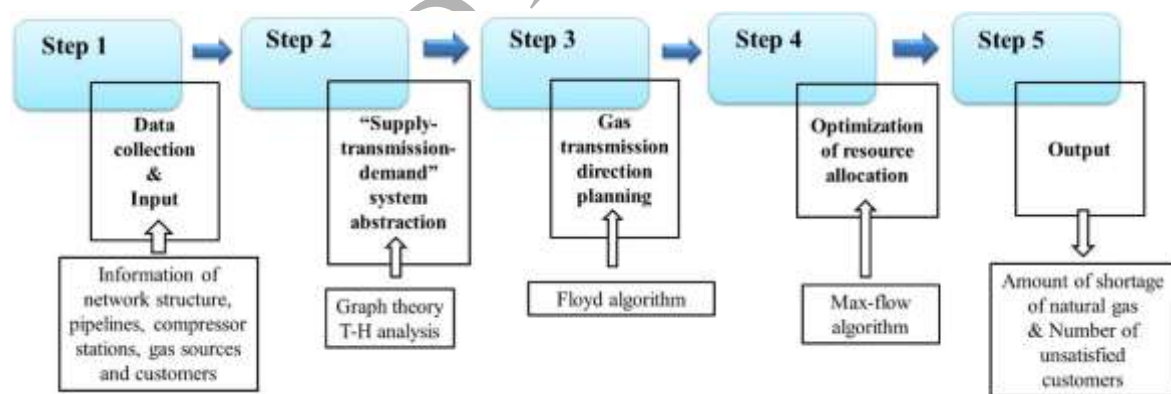 Step 1
Step 2
Step 3
Step 4
Step 5
Data
collection
&
Input
“Supply-
transmission-
demand”
system
abstraction
Gas
transmission
direction
planning
Optimization
of resource
allocation
Output
Information of
network structure,
pipelines, compressor
stations, gas sources
and customers
Graph theory
T-H analysis
Floyd algorithm
Max-flow
algorithm
Amount of shortage
of natural gas
& Number of
unsatisfied
customers